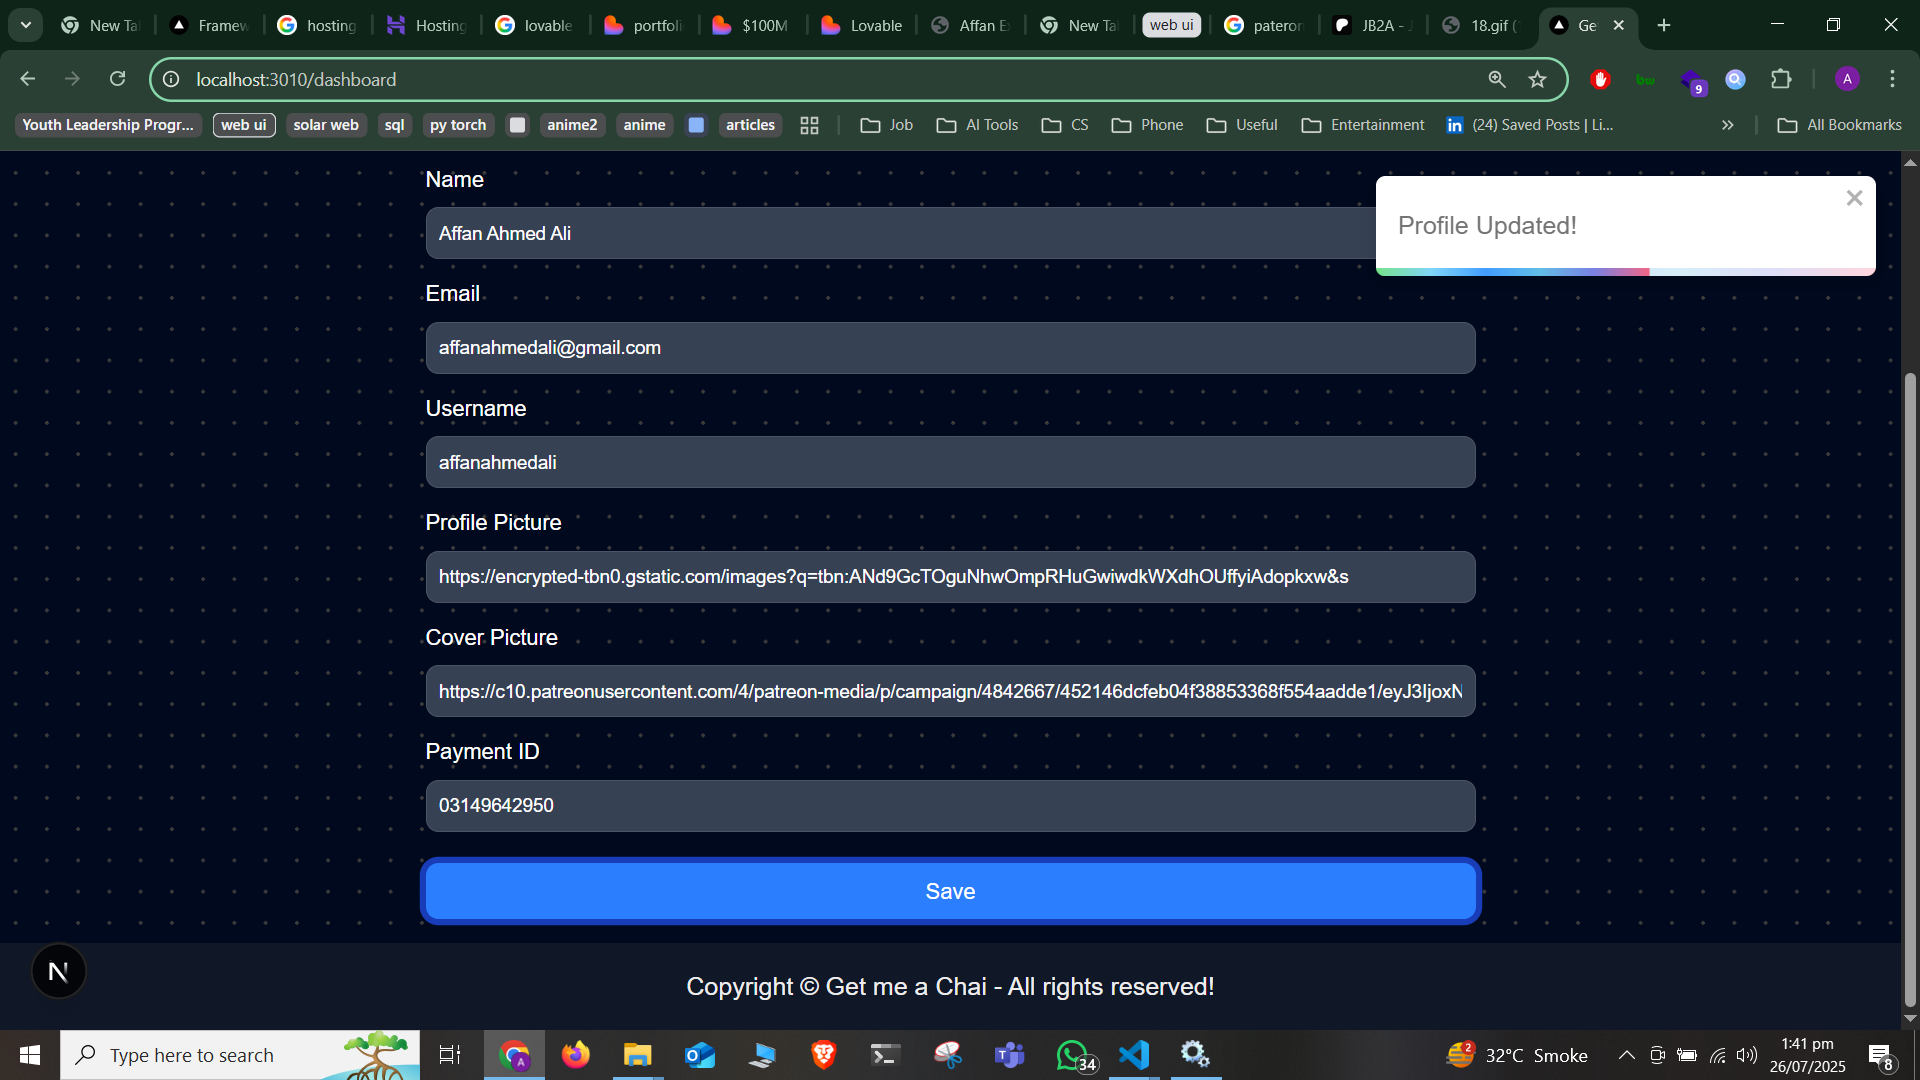 New Ta
Framew
hosting
Hosting
lovable
portfoli
$100M
Lovable
Affan E
New Ta
web ui
pateron
JB2A - J
18.gif (
Ge
localhost:3010/dashboard
9
A
Youth Leadership Progr...
web ui
solar web
sql
py torch
anime2
anime
articles
Job
AI Tools
CS
Phone
Useful
Entertainment
in (24) Saved Posts | Li...
All Bookmarks
Name
Affan Ahmed Ali
Profile Updated!
Email
affanahmedali@gmail.com
Username
affanahmedali
Profile Picture
https://encrypted-tbn0.gstatic.com/images?q=tbn:ANd9GcTOguNhwOmpRHuGwiwdkWXdhOUffyiAdopkxw&s
Cover Picture
https://c10.patreonusercontent.com/4/patreon-media/p/campaign/4842667/452146dcfeb04f38853368f554aadde1/eyJ3IjoxN
Payment ID
03149642950
Save
N
Copyright © Get me a Chai - All rights reserved!
Type here to search
34
2
32°C Smoke
1:41 pm
26/07/2025
8